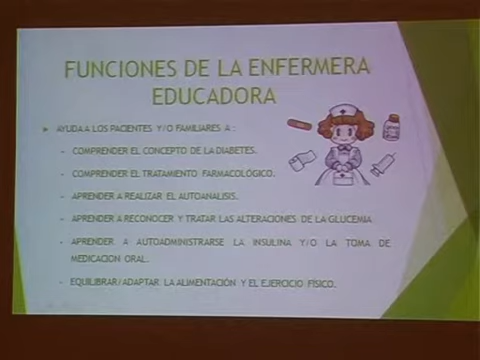 FUNCIONES DE LA ENFERMERA
EDUCADORA
AYUDA A LOS PACIENTES Y/O FAMILIARES A :
- COMPRENDER EL CONCEPTO DE LA DIABETES.
- COMPRENDER EL TRATAMIENTO FARMACOLÓGICO.
- APRENDER A REALIZAR EL AUTOANALISIS.
- APRENDER A RECONOCER Y TRATAR LAS ALTERACIONES DE LA GLUCEMIA
- APRENDER A AUTOADMINISTRARSE LA INSULINA Y/O LA TOMA DE
MEDICACION ORAL.
- EQUILIBRAR/ADAPTAR LA ALIMENTACIÓN Y EL EJERCICIO FÍSICO.